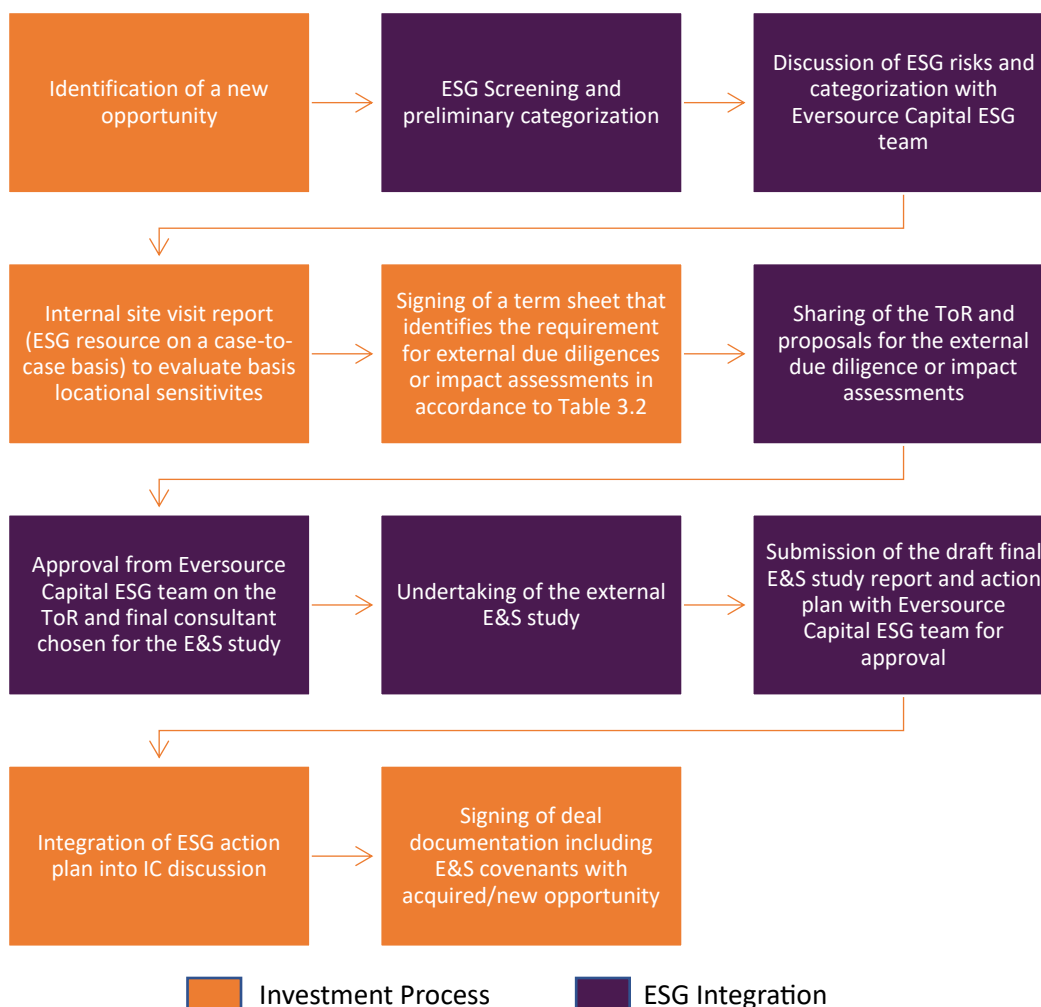 Identification of a new
opportunity
ESG Screening and
preliminary categorization
Discussion of ESG risks and
categorization with
Eversource Capital ESG
team
Internal site visit report
(ESG resource on a case-to-
case basis) to evaluate basis
locational sensitivites
Signing of a term sheet that
identifies the requirement
for external due diligences
or impact assessments in
accordance to Table 3.2
Sharing of the ToR and
proposals for the external
due diligence or impact
assessments
Approval from Eversource
Capital ESG team on the
ToR and final consultant
chosen for the E&S study
Undertaking of the external
E&S study
Submission of the draft final
E&S study report and action
plan with Eversource
Capital ESG team for
approval
Integration of ESG action
plan into IC discussion
Signing of deal
documentation including
E&S covenants with
acquired/new opportunity
Investment Process
ESG Integration